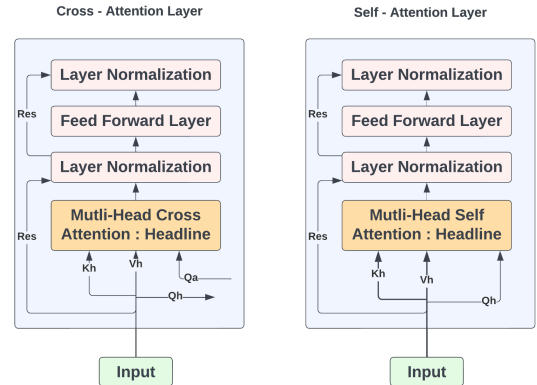 Cross - Attention Layer
Layer Normalization
Res
Feed Forward Layer
Layer Normalization
Mutli-Head Cross
Attention : Headline
Res
Kh
Vh
Qa
Qh
Input
Self - Attention Layer
Layer Normalization
Res
Feed Forward Layer
Layer Normalization
Mutli-Head Self
Attention : Headline
Res
Kh
Vh
Qh
Input